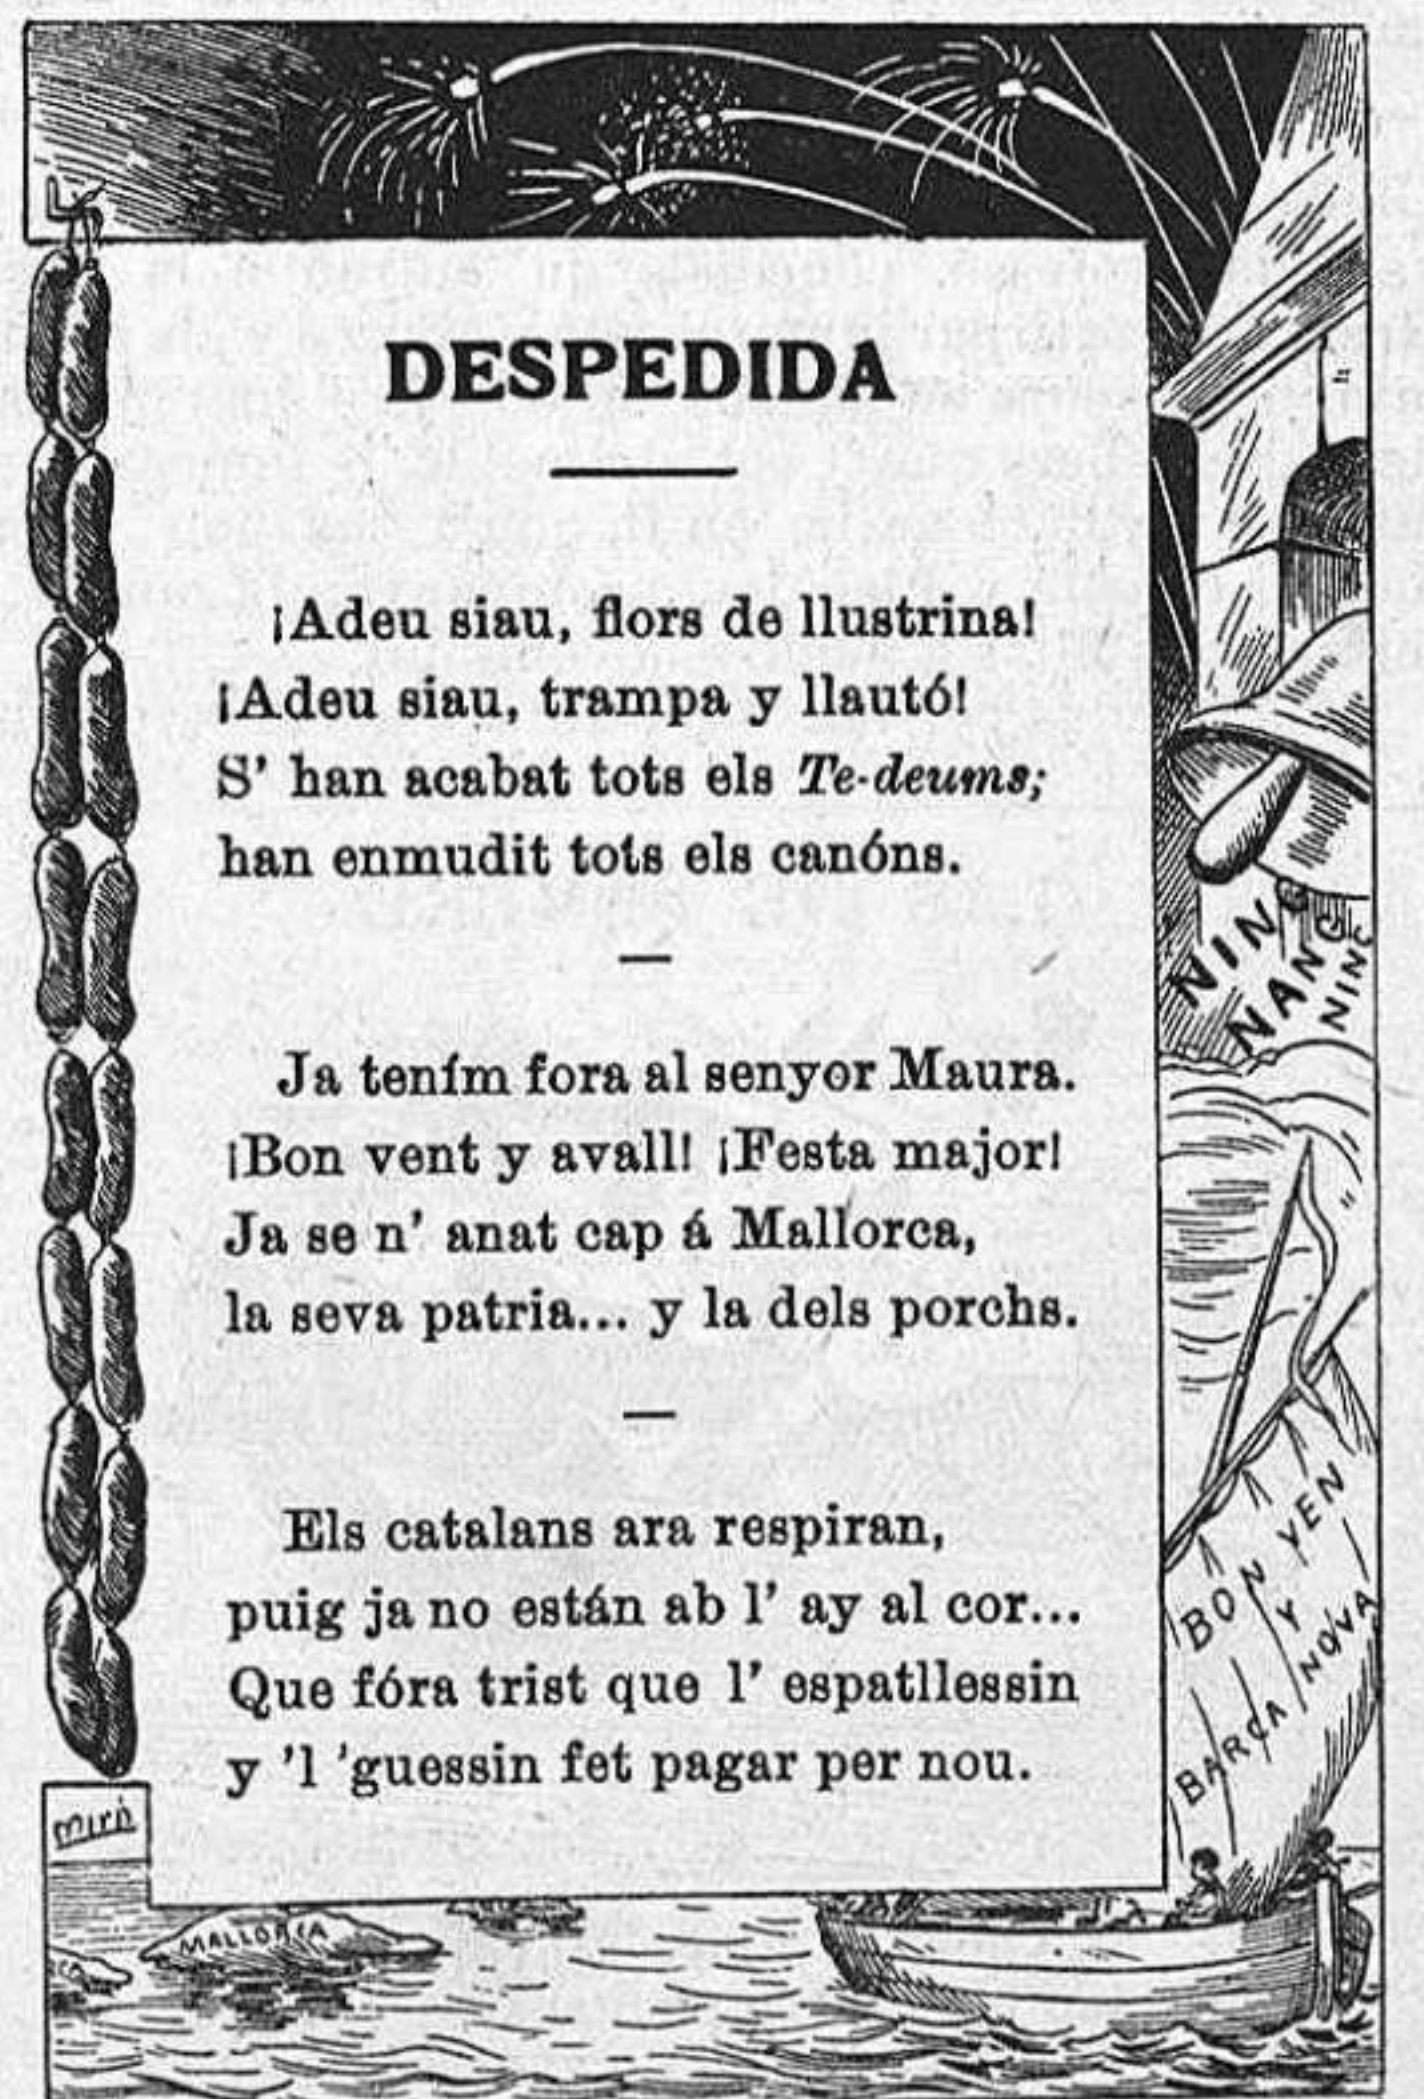 DESPEDIDA
¡Adeu siau, flors de llustrina!
¡Adeu siau, trampa y llautó!
S' han acabat tots els Te-deums;
han enmudit tots els canóns.
—
Ja tením fora al senyor Maura.
¡Bon vent y avall! ¡Festa major!
Ja se n' anat cap á Mallorca,
la seva patria... y la dels porchs.
—
Els catalans ara respiran,
puig ja no están ab l' ay al cor...
Que fóra trist que l' espatllessin
y 'l 'guessin fet pagar per nou.
NING
NANG
NING
BON VEN
Y
BARCA NOVA
Miró
MALLORCA